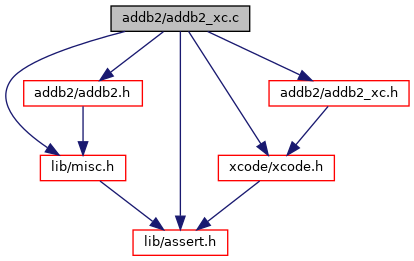 addb2/addb2_xc.c
addb2/addb2.h
addb2/addb2_xc.h
lib/misc.h
xcode/xcode.h
lib/assert.h